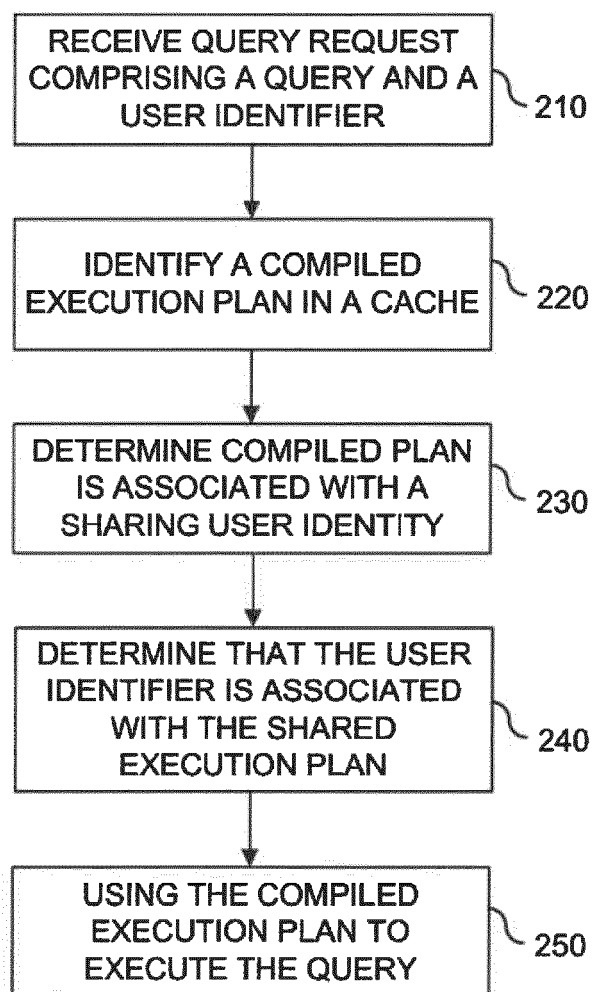 RECEIVE QUERY REQUEST
COMPRISING A QUERY AND A
USER IDENTIFIER
210
IDENTIFY A COMPILED
EXECUTION PLAN IN A CACHE
220
DETERMINE COMPILED PLAN
IS ASSOCIATED WITH A
SHARING USER IDENTITY
230
DETERMINE THAT THE USER
IDENTIFIER IS ASSOCIATED
WITH THE SHARED
EXECUTION PLAN
240
USING THE COMPILED
EXECUTION PLAN TO
EXECUTE THE QUERY
250